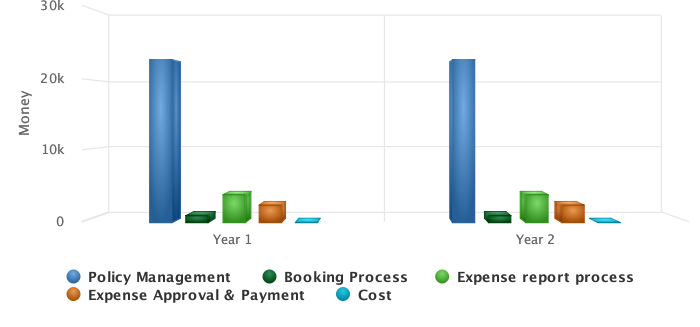 30k
20k
10k
0
Money
Year 1
Year 2
Policy Management
Booking Process
Expense report process
Expense Approval & Payment
Cost